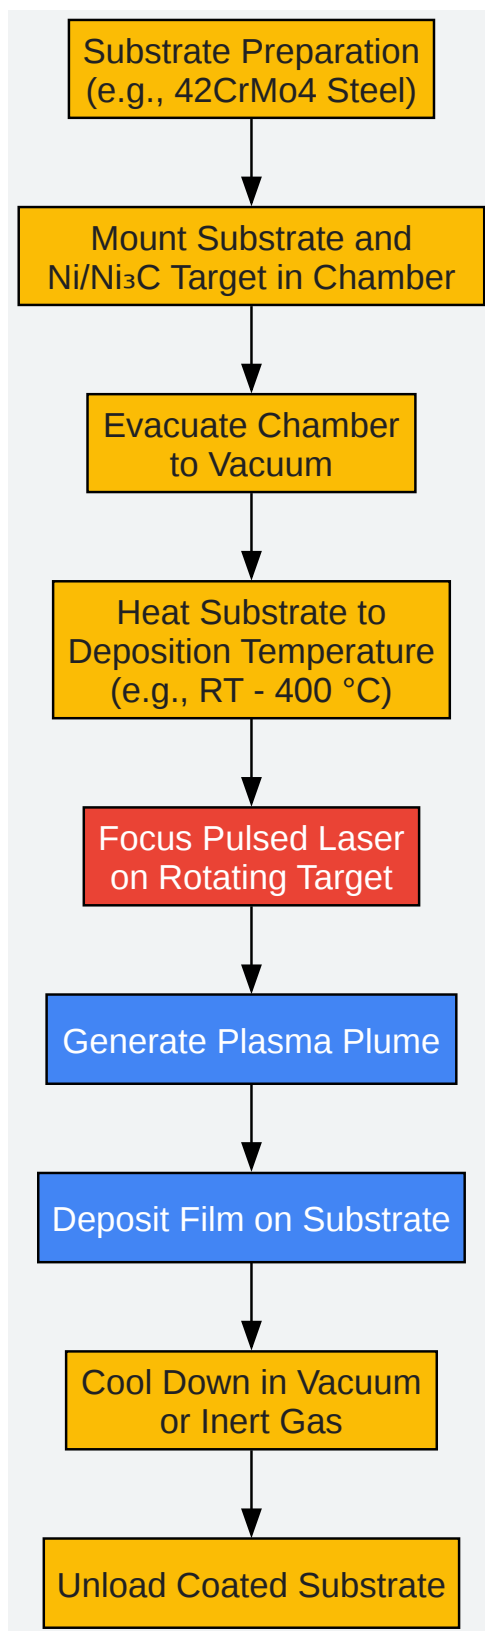 Substrate Preparation
(e.g., 42CrMo4 Steel)
Mount Substrate and
Ni/Ni₃C Target in Chamber
Evacuate Chamber
to Vacuum
Heat Substrate to
Deposition Temperature
(e.g., RT - 400 °C)
Focus Pulsed Laser
on Rotating Target
Generate Plasma Plume
Deposit Film on Substrate
Cool Down in Vacuum
or Inert Gas
Unload Coated Substrate